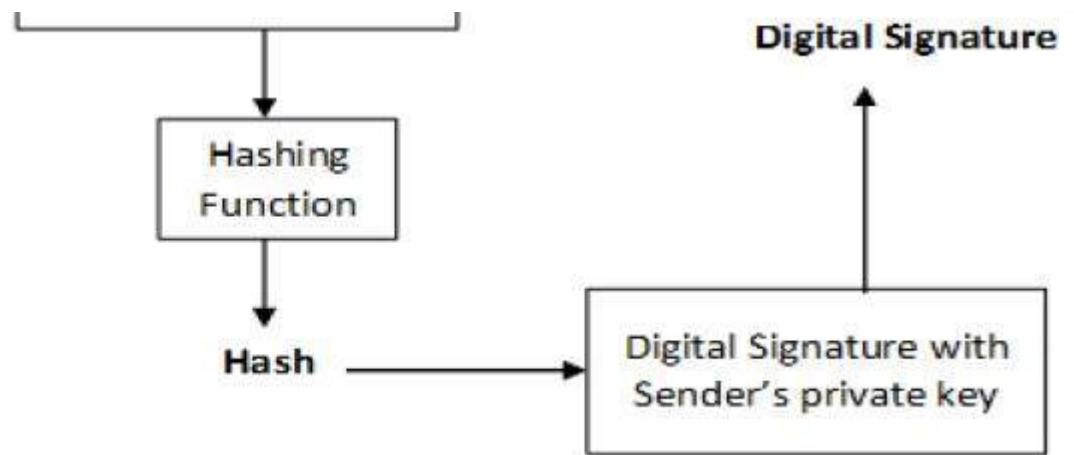 Digital Signature
Hashing
Function
Hash
Digital Signature with
Sender's private key